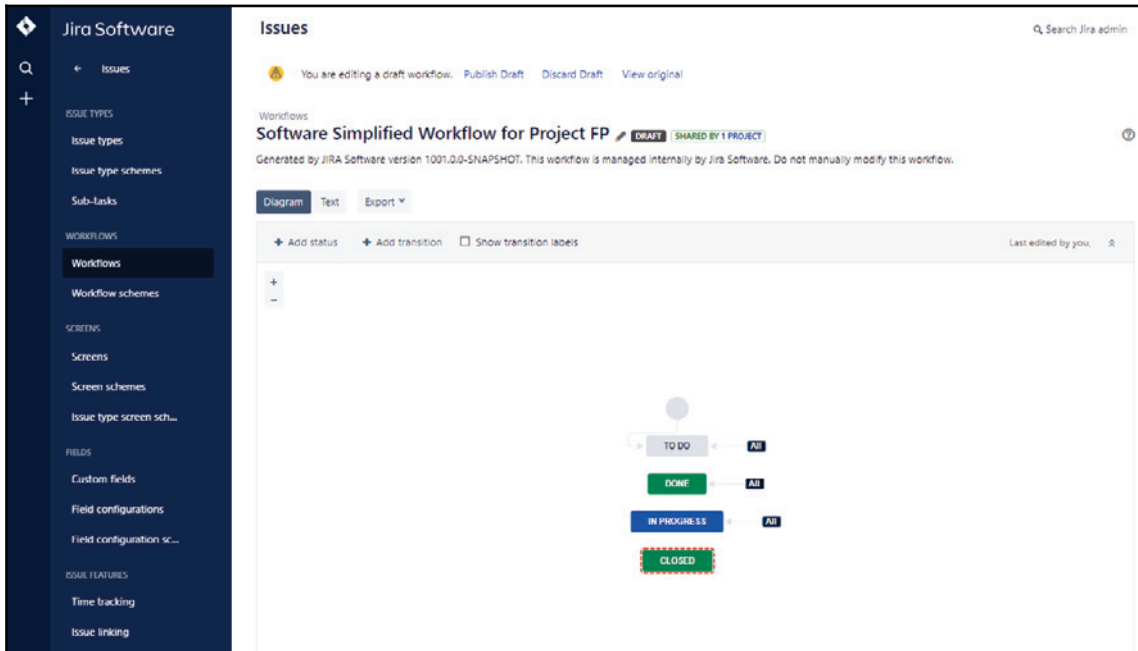 Jira Software
Issues
ISSUE TYPES
Issue types
Issue type schemes
Sub-tasks
WORKFLOWS
Workflows
Workflow schemes
SCREENS
Screens
Screen schemes
Issue type screen sch...
FIELDS
Custom fields
Field configurations
Field configuration sc...
ISSUE FEATURES
Time tracking
Issue linking
Issues
Search Jira admin
You are editing a draft workflow. Publish Draft Discard Draft View original
Workflows
Software Simplified Workflow for Project FP DRAFT SHARED BY 1 PROJECT
Generated by JIRA Software version 1001.0.0-SNAPSHOT. This workflow is managed internally by Jira Software. Do not manually modify this workflow.
Diagram Text Export
+ Add status + Add transition Show transition labels Last edited by you,
+
−
TO DO All
DONE All
IN PROGRESS All
CLOSED